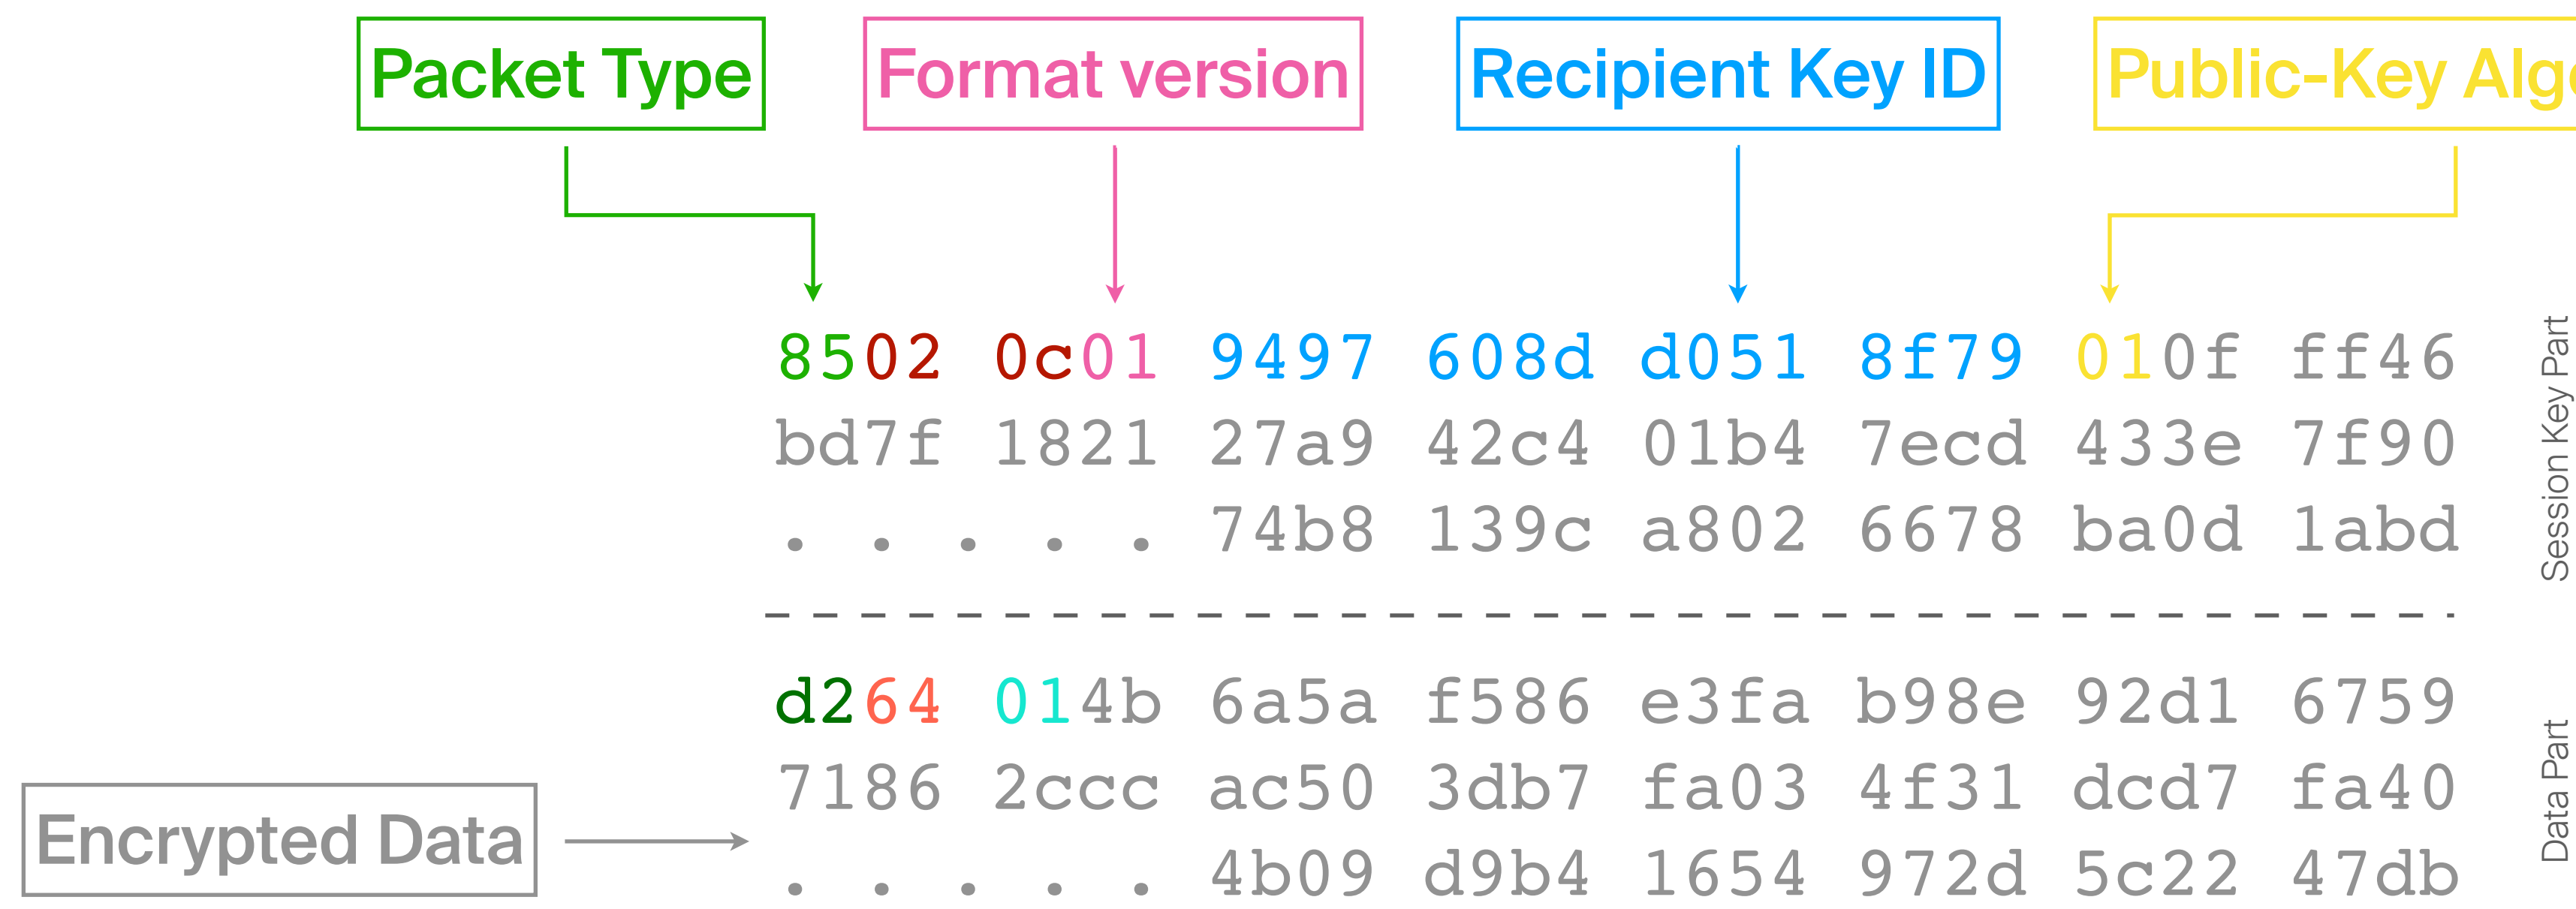 Packet Type
Format version
Recipient Key ID
Public-Key
8502 0c01 9497 608d d051 8f79 010f ff46
bd7f 1821 27a9 42c4 01b4 7ecd 433e 7f90
. . . . . 74b8 139c a802 6678 ba0d 1abd
Session Key Part
d264 014b 6a5a f586 e3fa b98e 92d1 6759
7186 2ccc ac50 3db7 fa03 4f31 dcd7 fa40
. . . . . 4b09 d9b4 1654 972d 5c22 47db
Encrypted Data
Data Part